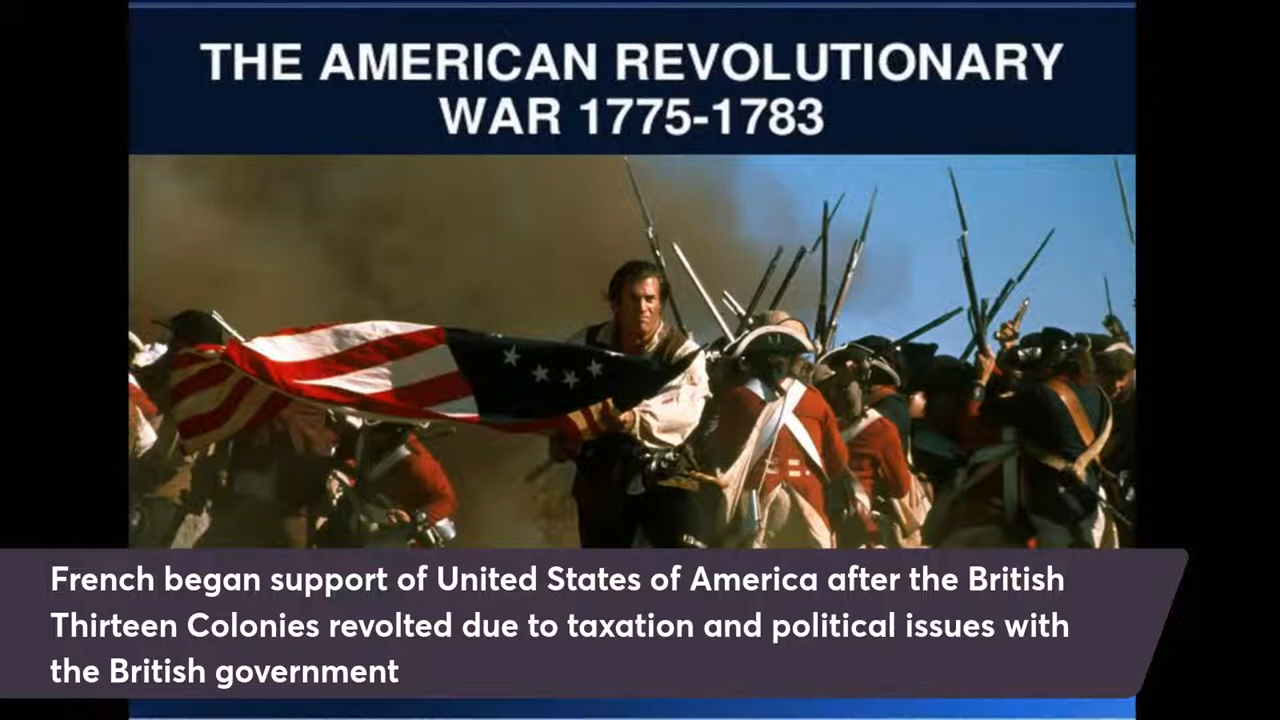 THE AMERICAN REVOLUTIONARY
WAR 1775-1783
French began support of United States of America after the British
Thirteen Colonies revolted due to taxation and political issues with
the British government